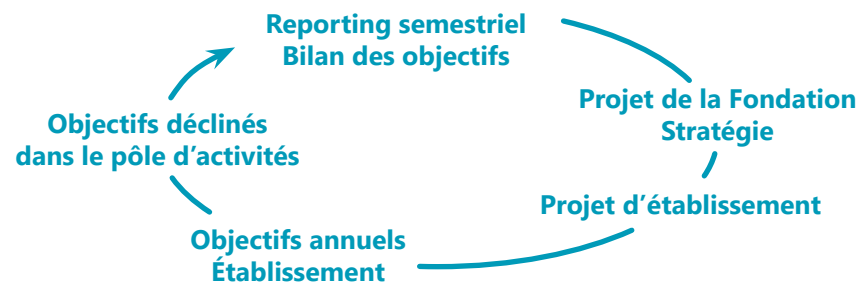 Reporting semestriel
Bilan des objectifs
Projet de la Fondation
Stratégie
Projet d’établissement
Objectifs annuels
Établissement
Objectifs déclinés
dans le pôle d’activités